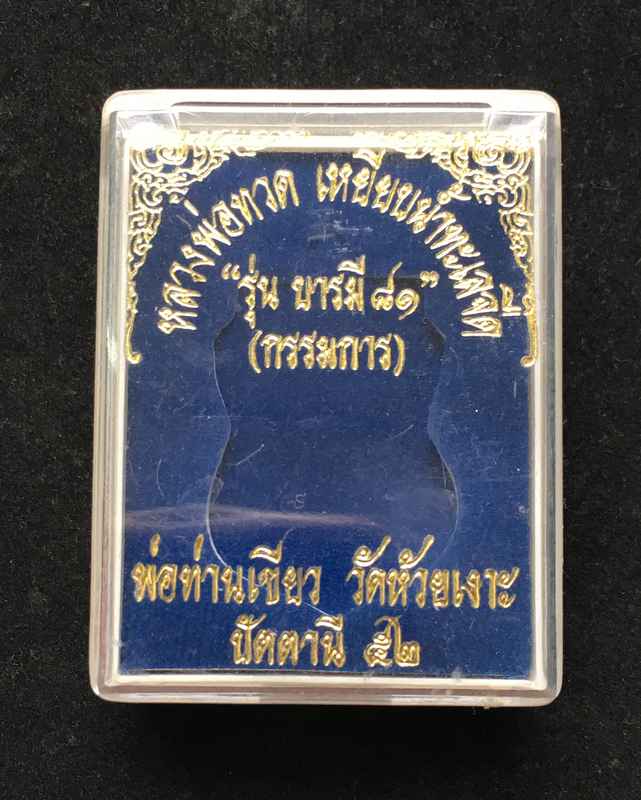 หลวงพ่อทวด เหยียบน้ำทะเลจืด
“รุ่น บารมี ๘๑”
(กรรมการ)
พ่อท่านเขียว วัดห้วยเงาะ
ปัตตานี ๕๒